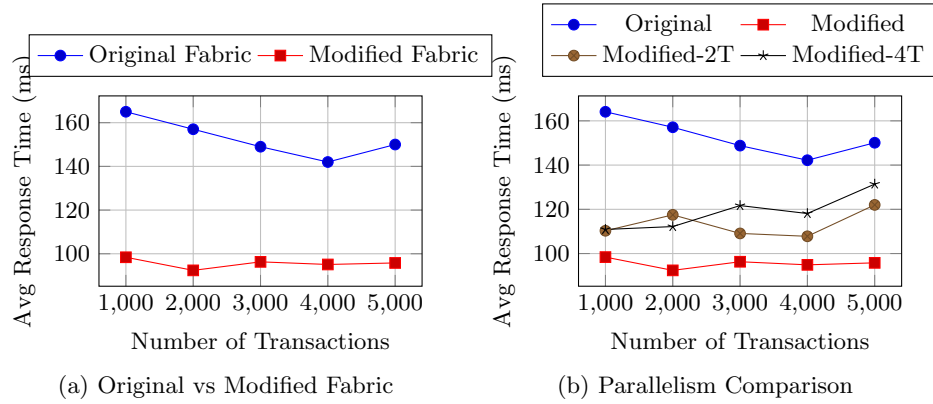 Original Fabric Modified Fabric
Avg Response Time (ms)
160
140
120
100
1,000 2,000 3,000 4,000 5,000
Number of Transactions
(a) Original vs Modified Fabric
Original Modified
Modified-2T Modified-4T
Avg Response Time (ms)
160
140
120
100
1,000 2,000 3,000 4,000 5,000
Number of Transactions
(b) Parallelism Comparison